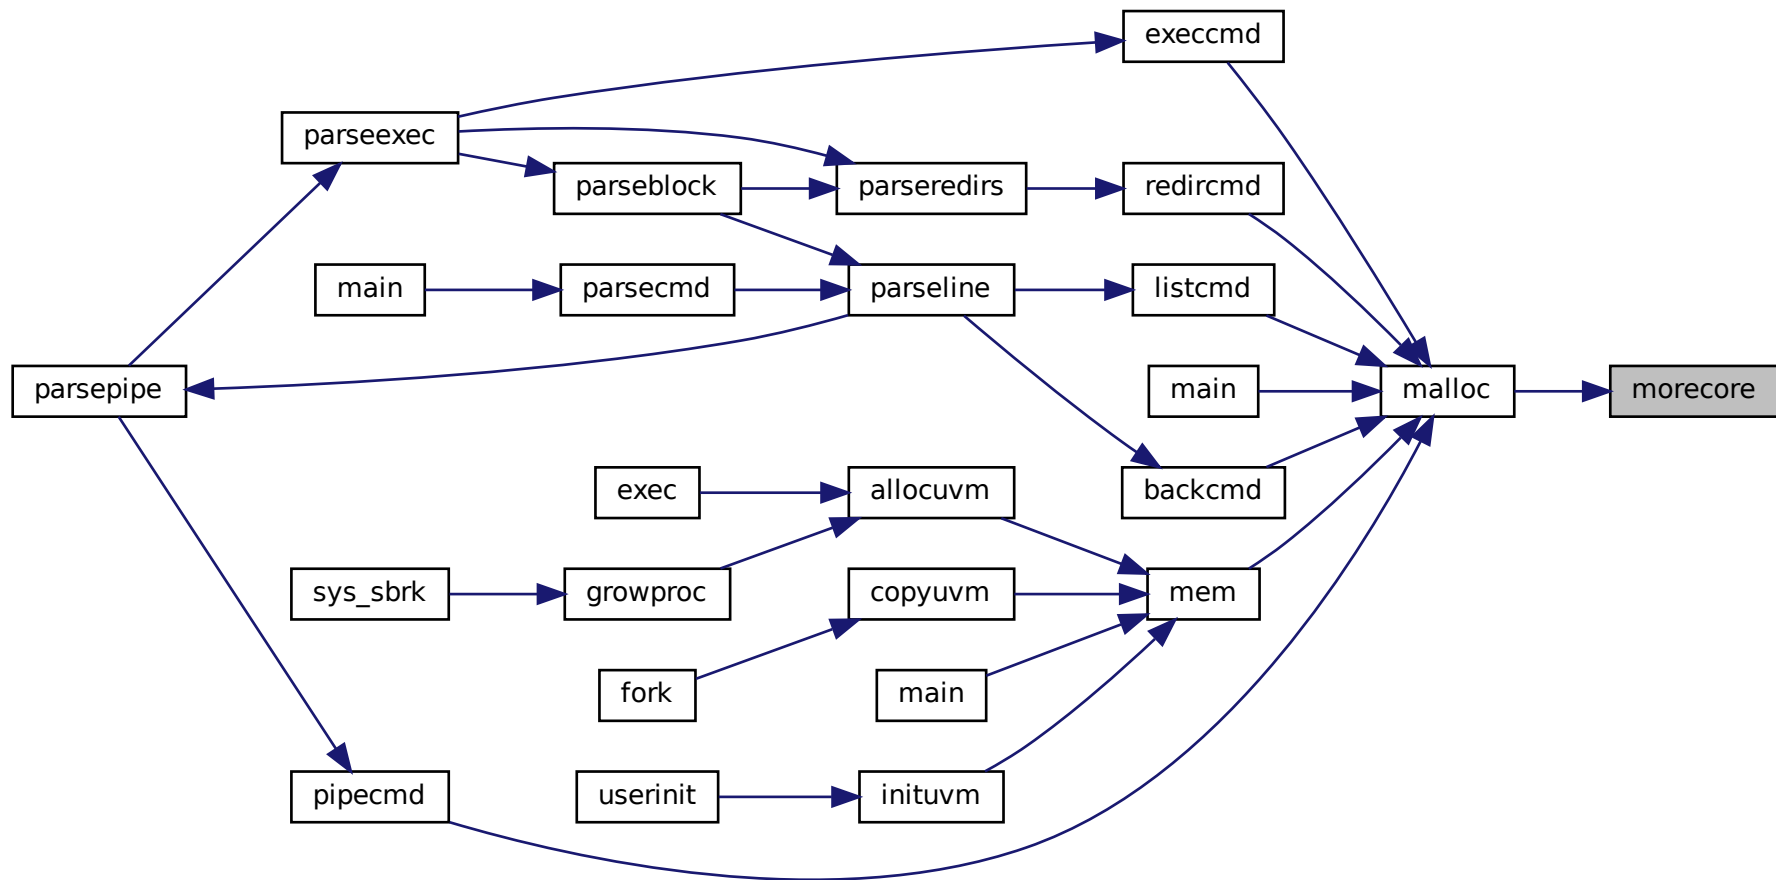 execcmd
parseexec
parseblock
parseredirs
redircmd
main
parsecmd
parseline
listcmd
parsepipe
main
malloc
morecore
exec
allocuvm
backcmd
sys_sbrk
growproc
copyuvm
mem
fork
main
pipecmd
userinit
inituvm